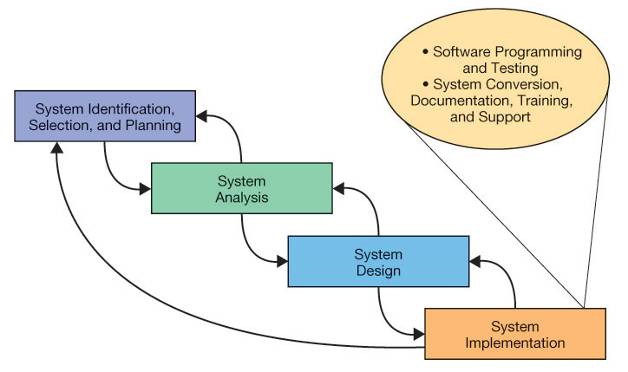 • Software Programming
and Testing
• System Conversion,
Documentation, Training,
and Support
System Identification,
Selection, and Planning
System
Analysis
System
Design
System
Implementation